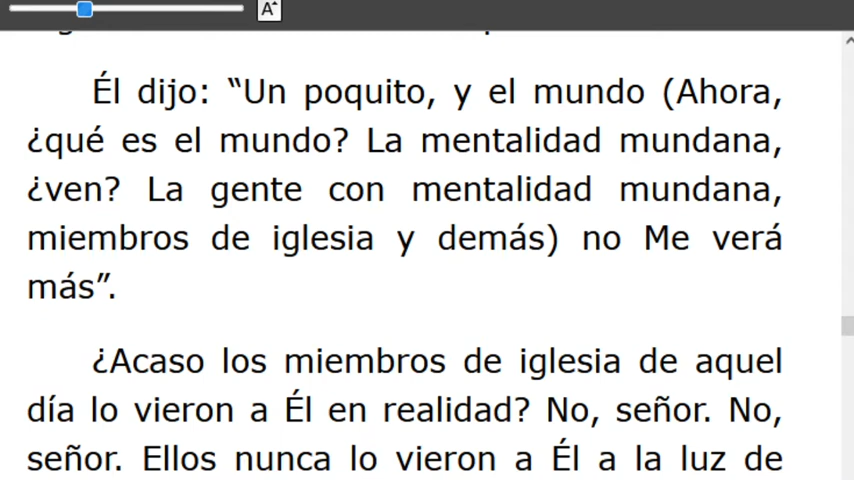 A
Él dijo: “Un poquito, y el mundo (Ahora,
¿qué es el mundo? La mentalidad mundana,
¿ven? La gente con mentalidad mundana,
miembros de iglesia y demás) no Me verá
más”.
¿Acaso los miembros de iglesia de aquel
día lo vieron a Él en realidad? No, señor. No,
señor. Ellos nunca lo vieron a Él a la luz de